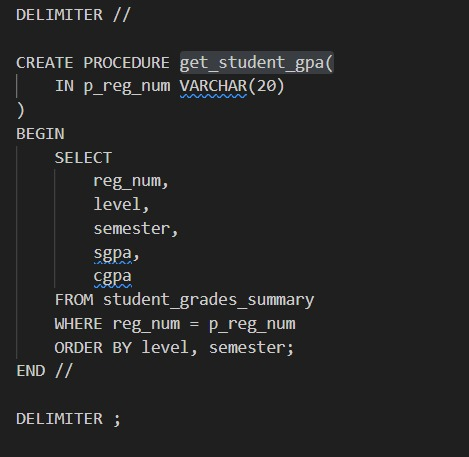 DELIMITER //
CREATE PROCEDURE get_student_gpa(
IN p_reg_num VARCHAR(20)
)
BEGIN
SELECT
reg_num,
level,
semester,
sgpa,
cgpa
FROM student_grades_summary
WHERE reg_num = p_reg_num
ORDER BY level, semester;
END //
DELIMITER ;